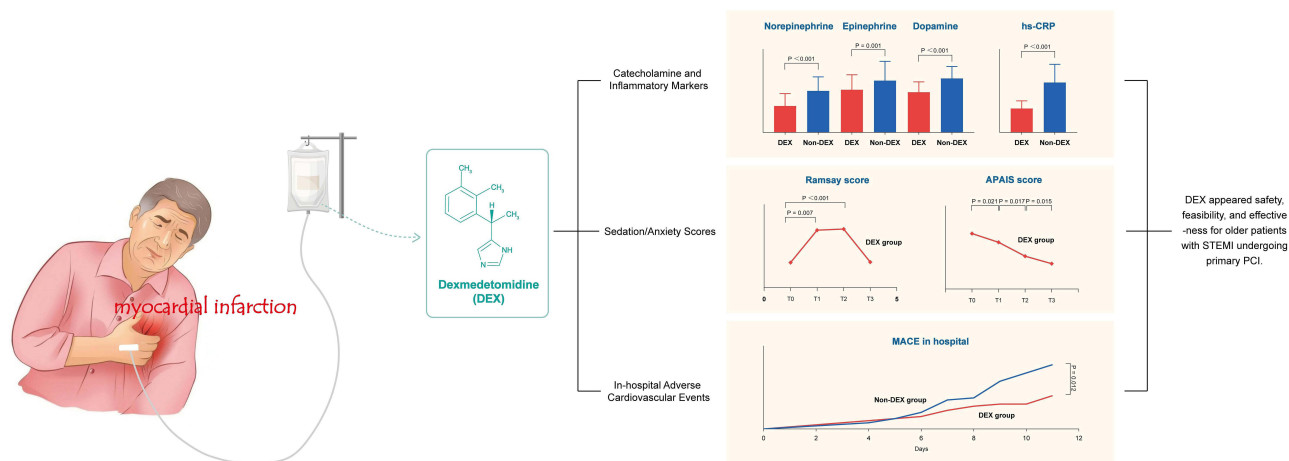 myocardial infarction
CH₃
CH₃
H
CH₃
NH
N
Dexmedetomidine
(DEX)
Catecholamine and
Inflammatory Markers
Sedation/Anxiety Scores
In-hospital Adverse
Cardiovascular Events
Norepinephrine
Epinephrine
Dopamine
hs-CRP
P <0.001
P = 0.001
P <0.001
P <0.001
DEX
Non-DEX
DEX
Non-DEX
DEX
Non-DEX
DEX
Non-DEX
Ramsay score
P <0.001
P = 0.007
DEX group
0
T0
T1
T2
T3
5
APAIS score
P = 0.021
P = 0.017
P = 0.015
DEX group
T0
T1
T2
T3
MACE in hospital
P = 0.012
Non-DEX group
DEX group
0
2
4
6
8
10
12
Days
DEX appeared safety,
feasibility, and effective
-ness for older patients
with STEMI undergoing
primary PCI.